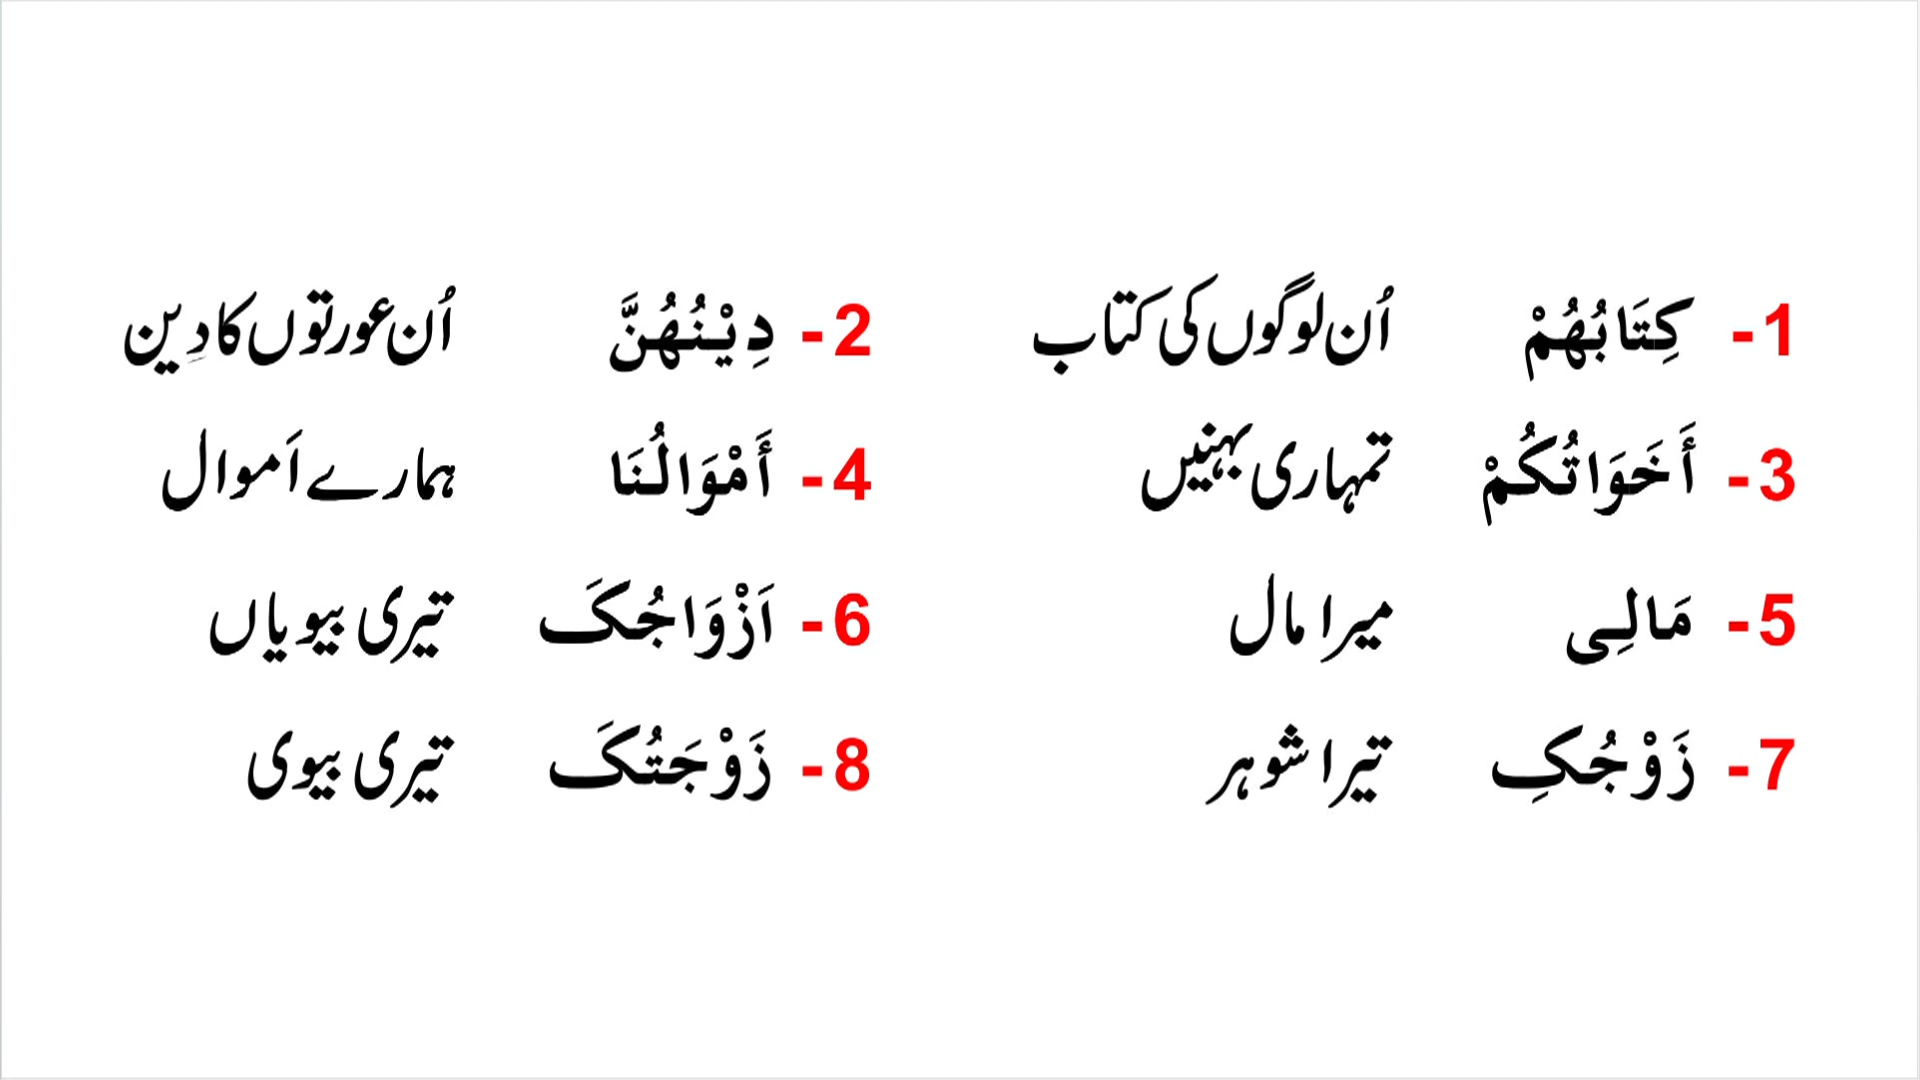 1- كِتَابُهُمْ اُن لوگوں کی کتاب 2- دِيْنُهُنَّ اُن عورتوں کا دِین
3- أَخَوَاتُكُمْ تمہاری بہنیں 4- أَمْوَالُنَا ہمارے اَموال
5- مَالِی میرا مال 6- اَزْوَاجُکَ تیری بیویاں
7- زَوْجُکِ تیرا شوہر 8- زَوْجَتُکَ تیری بیوی